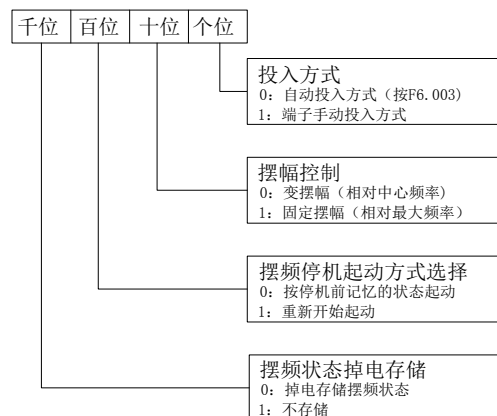 千位 百位 十位 个位
投入方式
0：自动投入方式（按F6.003）
1：端子手动投入方式
摆幅控制
0：变摆幅（相对中心频率）
1：固定摆幅（相对最大频率）
摆频停机起动方式选择
0：按停机前记忆的状态起动
1：重新开始起动
摆频状态掉电存储
0：掉电存储摆频状态
1：不存储